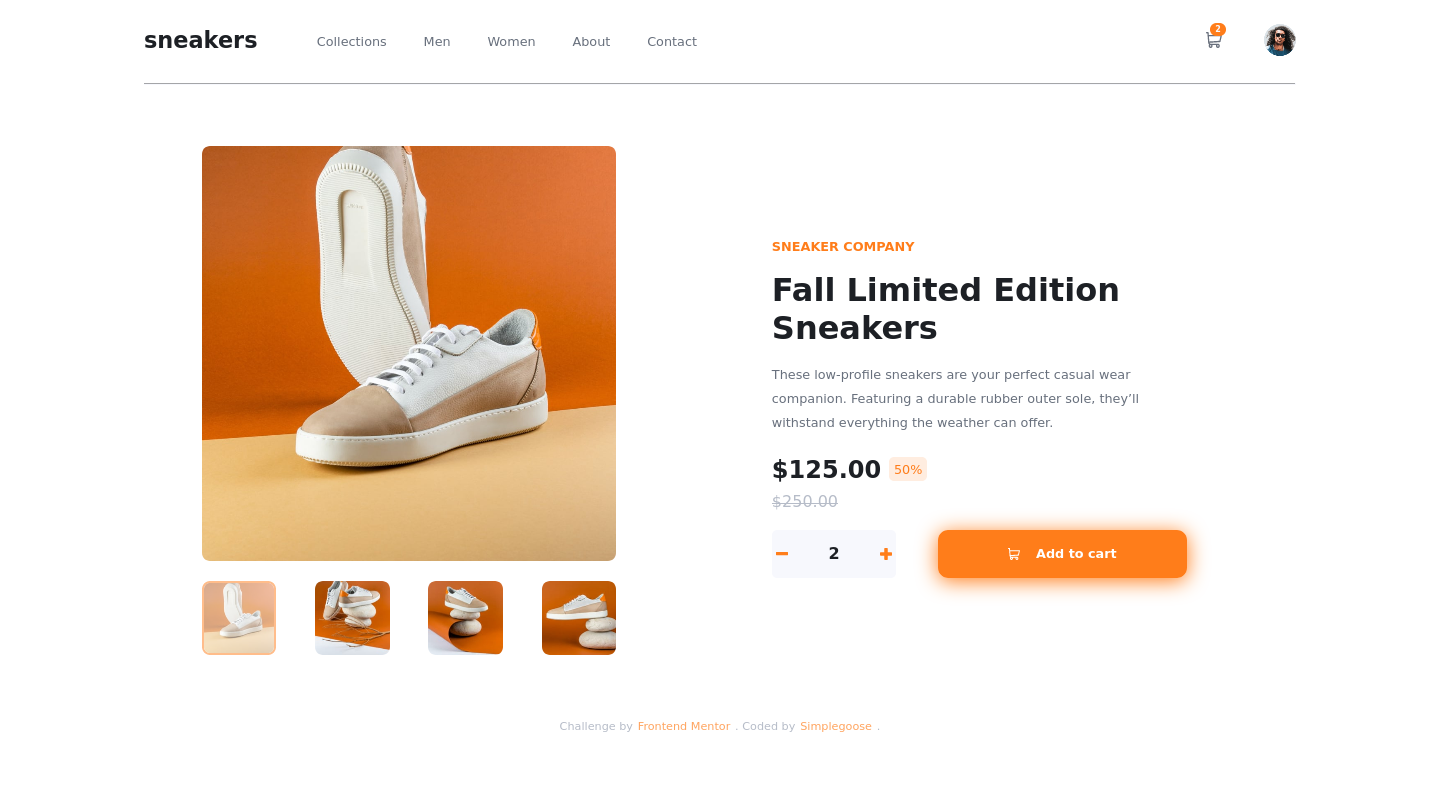 sneakers
Collections Men Women About Contact
2
SNEAKER COMPANY
Fall Limited Edition
Sneakers
These low-profile sneakers are your perfect casual wear
companion. Featuring a durable rubber outer sole, they’ll
withstand everything the weather can offer.
$125.00 50%
$250.00
2
Add to cart
Challenge by Frontend Mentor . Coded by Simplegoose .